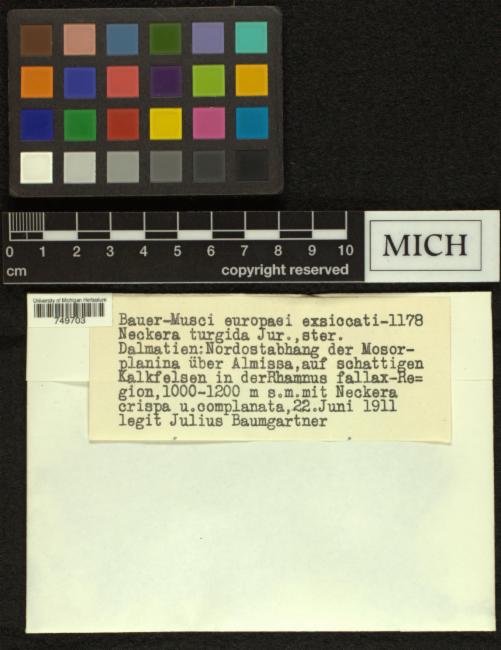 0 1 2 3 4 5 6 7 8 9 10
cm
copyright reserved
MICH
University of Michigan Herbarium
749703
Bauer-Musci europaei exsiccati-1178
Neckera turgida Jur.,ster.
Dalmatien:Nordostabhang der Mosor-
planina über Almissa,auf schattigen
Kalkfelsen in derRhamnus fallax-Re=
gion,1000-1200 m s.m.mit Neckera
crispa u.complanata,22.Juni 1911
legit Julius Baumgartner